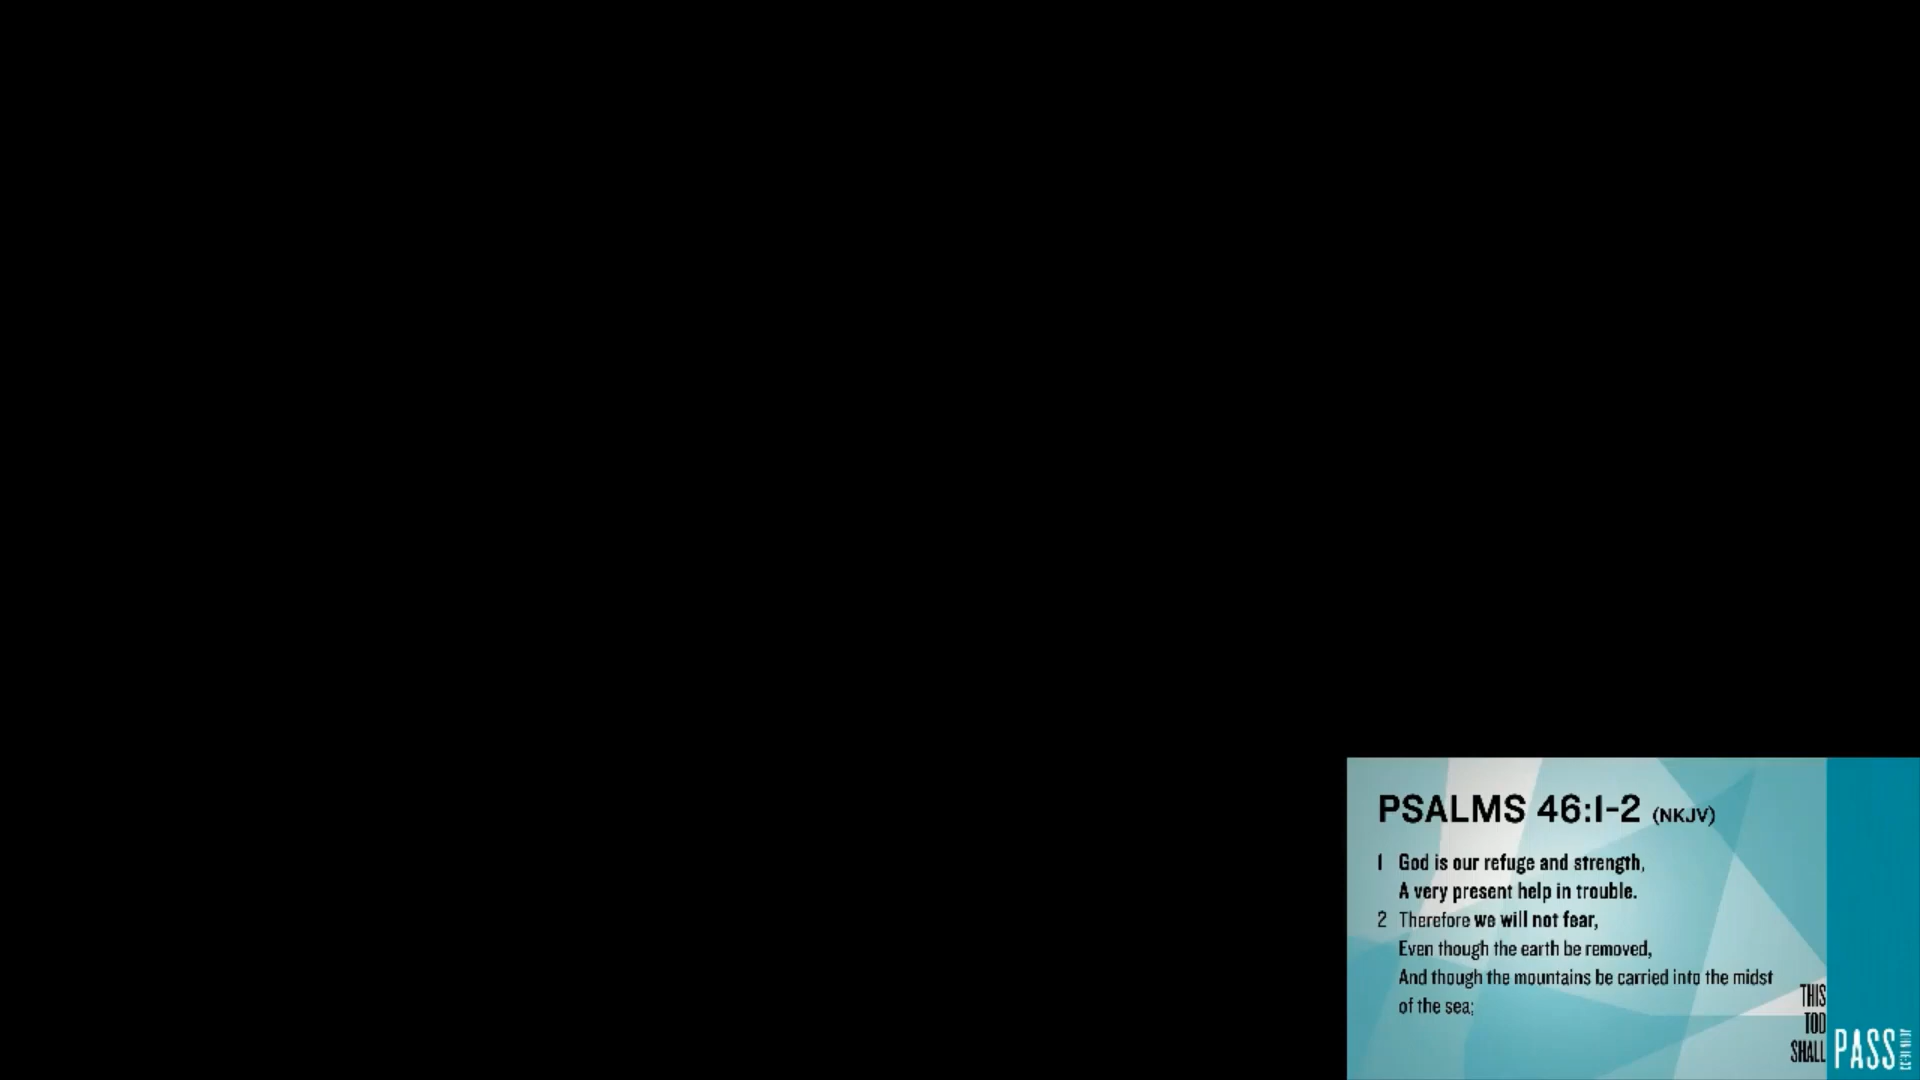 PSALMS 46:1-2 (NKJV)
1 God is our refuge and strength,
A very present help in trouble.
2 Therefore we will not fear,
Even though the earth be removed,
And though the mountains be carried into the midst
of the sea;
THIS
TOO
SHALL
PASS